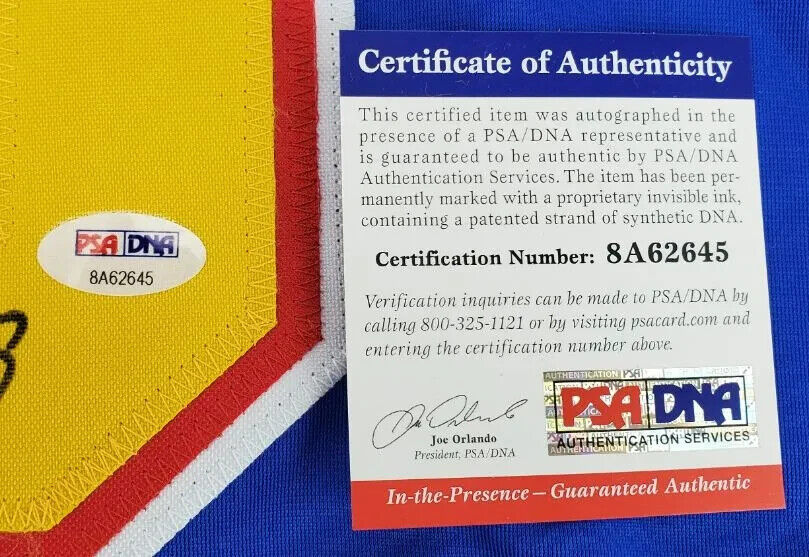 Certificate of Authenticity
This certified item was autographed in the
presence of a PSA/DNA representative and
is guaranteed to be authentic by PSA/DNA
Authentication Services. The item has been per-
manently marked with a proprietary invisible ink,
containing a patented strand of synthetic DNA.
Certification Number: 8A62645
Verification inquiries can be made to PSA/DNA by
calling 800-325-1121 or by visiting psacard.com and
entering the certification number above.
Joe Orlando
President, PSA/DNA
AUTHENTICATION PSA
PSA DNA
AUTHENTICATION SERVICES
In-the-Presence – Guaranteed Authentic
PSA DNA
8A62645